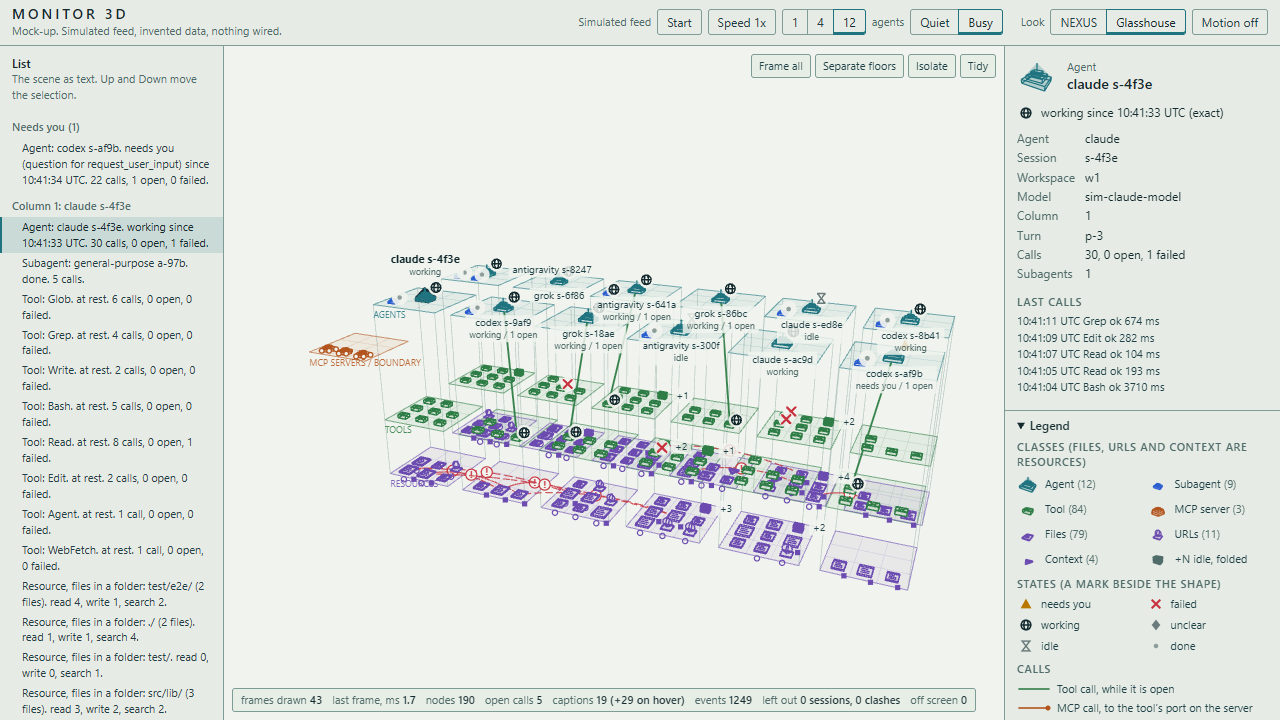 MONITOR 3D
Mock-up. Simulated feed, invented data, nothing wired.
Simulated feed Start Speed 1x 1 4 12 agents Quiet Busy Look NEXUS Glasshouse Motion off
List
The scene as text. Up and Down move
the selection.
Needs you (1)
Agent: codex s-af9b. needs you
(question for request_user_input) since
10:41:34 UTC. 22 calls, 1 open, 0 failed.
Column 1: claude s-4f3e
Agent: claude s-4f3e. working since
10:41:33 UTC. 30 calls, 0 open, 1 failed.
Subagent: general-purpose a-97b.
done. 5 calls.
Tool: Glob. at rest. 6 calls, 0 open, 0
failed.
Tool: Grep. at rest. 4 calls, 0 open, 0
failed.
Tool: Write. at rest. 2 calls, 0 open, 0
failed.
Tool: Bash. at rest. 5 calls, 0 open, 0
failed.
Tool: Read. at rest. 8 calls, 0 open, 1
failed.
Tool: Edit. at rest. 2 calls, 0 open, 0
failed.
Tool: Agent. at rest. 1 call, 0 open, 0
failed.
Tool: WebFetch. at rest. 1 call, 0 open,
0 failed.
Resource, files in a folder: test/e2e/ (2
files). read 4, write 1, search 2.
Resource, files in a folder: ./ (2 files).
read 1, write 1, search 4.
Resource, files in a folder: test/. read 0,
write 0, search 1.
Resource, files in a folder: src/lib/ (3
files). read 3, write 2, search 2.
Frame all Separate floors Isolate Tidy
claude s-4f3e
working
antigravity s-8247
grok s-6f86
antigravity s-641a
working / 1 open
grok s-86bc
working / 1 open
claude s-ed8e
idle
codex s-8b41
working
AGENTS
codex s-9af9
working / 1 open
grok s-18ae
working / 1 open
antigravity s-300f
idle
claude s-ac9d
working
codex s-af9b
needs you / 1 open
MCP SERVERS / BOUNDARY
+1
+2
TOOLS
+2
+1
+4
+3
+2
frames drawn 43 last frame, ms 1.7 nodes 190 open calls 5 captions 19 (+29 on hover) events 1249 left out 0 sessions, 0 clashes off screen 0
Agent
claude s-4f3e
working since 10:41:33 UTC (exact)
Agent claude
Session s-4f3e
Workspace w1
Model sim-claude-model
Column 1
Turn p-3
Calls 30, 0 open, 1 failed
Subagents 1
LAST CALLS
10:41:11 UTC Grep ok 674 ms
10:41:09 UTC Edit ok 282 ms
10:41:07 UTC Read ok 104 ms
10:41:05 UTC Read ok 193 ms
10:41:04 UTC Bash ok 3710 ms
Legend
CLASSES (FILES, URLS AND CONTEXT ARE
RESOURCES)
Agent (12) Subagent (9)
Tool (84) MCP server (3)
Files (79) URLs (11)
Context (4) +N idle, folded
STATES (A MARK BESIDE THE SHAPE)
needs you failed
working unclear
idle done
CALLS
Tool call, while it is open
MCP call, to the tool's port on the server